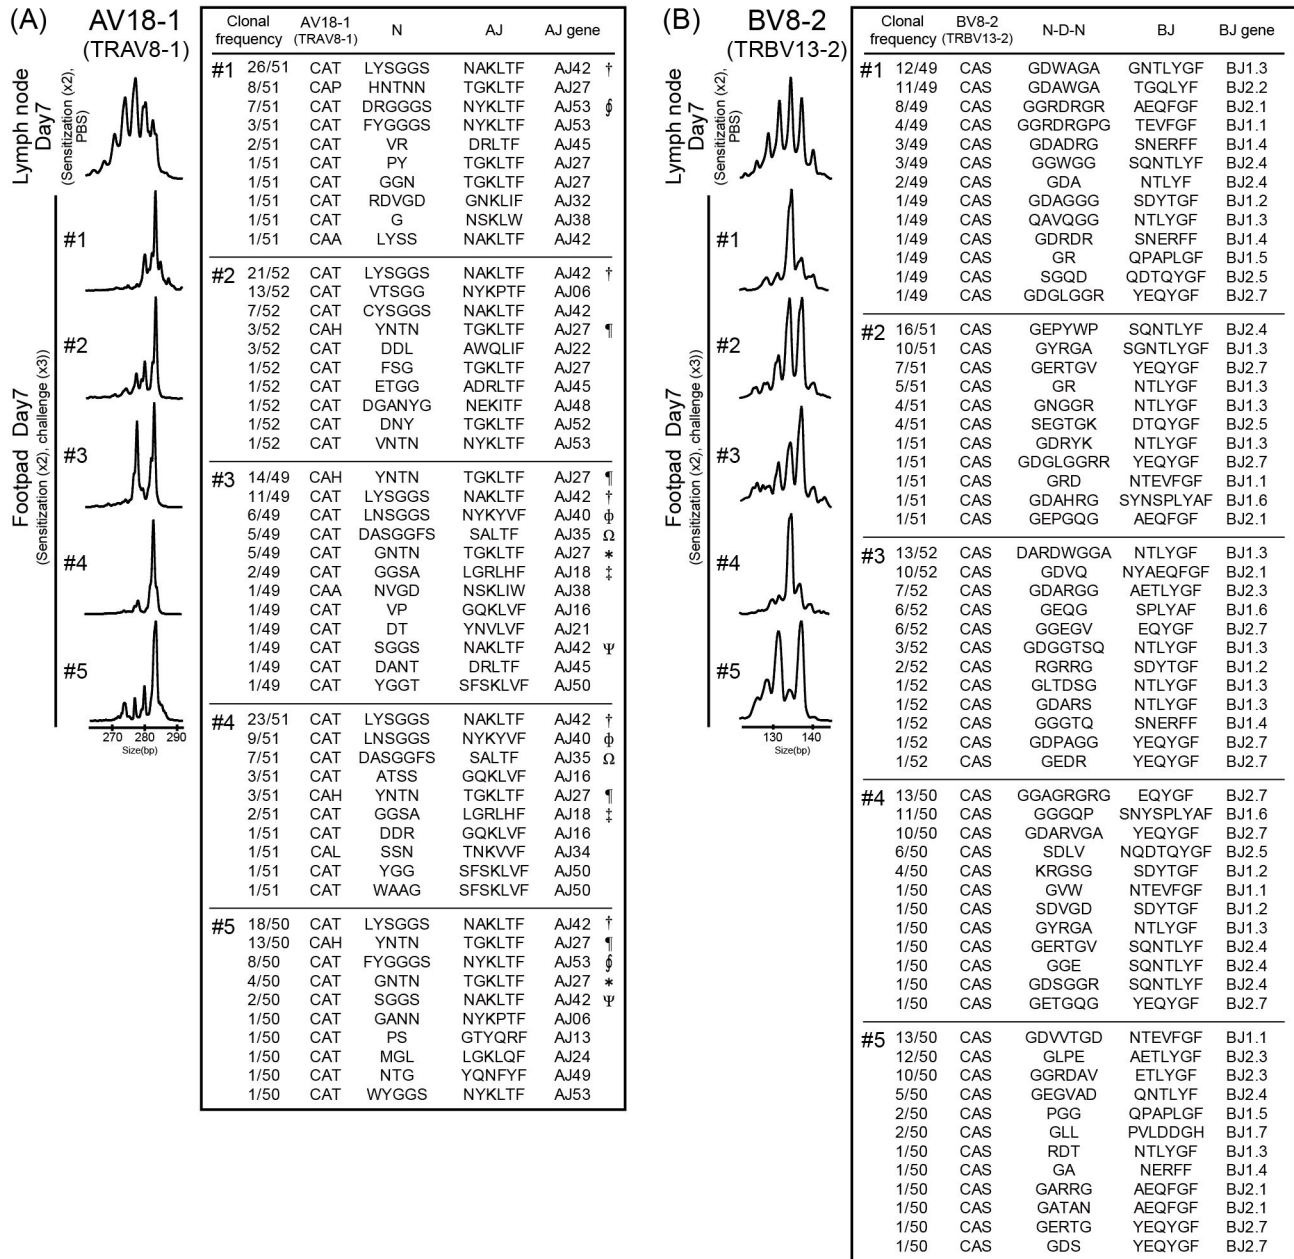 (A) AV18-1
(TRAV8-1)
Lymph node
Day7
(Sensitization (x2),
PBS)
Footpad Day7
(Sensitization (x2), challenge (x3))
#1
#2
#3
#4
#5
270 280 290
Size(bp)
Clonal frequency AV18-1 (TRAV8-1) N AJ AJ gene
#1 26/51 CAT LYSGGS NAKLTF AJ42 †
8/51 CAP HNTNN TGKLTF AJ27
7/51 CAT DRGGGS NYKLTF AJ53 ∮
3/51 CAT FYGGGS NYKLTF AJ53
2/51 CAT VR DRLTF AJ45
1/51 CAT PY TGKLTF AJ27
1/51 CAT GGN TGKLTF AJ27
1/51 CAT RDVGD GNKLIF AJ32
1/51 CAT G NSKLW AJ38
1/51 CAA LYSS NAKLTF AJ42
#2 21/52 CAT LYSGGS NAKLTF AJ42 †
13/52 CAT VTSGG NYKPTF AJ06
7/52 CAT CYSGGS NAKLTF AJ42
3/52 CAH YNTN TGKLTF AJ27 ¶
3/52 CAT DDL AWQLIF AJ22
1/52 CAT FSG TGKLTF AJ27
1/52 CAT ETGG ADRLTF AJ45
1/52 CAT DGANYG NEKITF AJ48
1/52 CAT DNY TGKLTF AJ52
1/52 CAT VNTN NYKLTF AJ53
#3 14/49 CAH YNTN TGKLTF AJ27 ¶
11/49 CAT LYSGGS NAKLTF AJ42 †
6/49 CAT LNSGGS NYKYVF AJ40 ɸ
5/49 CAT DASGGFS SALTF AJ35 Ω
5/49 CAT GNTN TGKLTF AJ27 *
2/49 CAT GGSA LGRLHF AJ18 ‡
1/49 CAA NVGD NSKLIW AJ38
1/49 CAT VP GQKLVF AJ16
1/49 CAT DT YNVLVF AJ21
1/49 CAT SGGS NAKLTF AJ42 Ψ
1/49 CAT DANT DRLTF AJ45
1/49 CAT YGGT SFSKLVF AJ50
#4 23/51 CAT LYSGGS NAKLTF AJ42 †
9/51 CAT LNSGGS NYKYVF AJ40 ɸ
7/51 CAT DASGGFS SALTF AJ35 Ω
3/51 CAT ATSS GQKLVF AJ16
3/51 CAH YNTN TGKLTF AJ27 ¶
2/51 CAT GGSA LGRLHF AJ18 ‡
1/51 CAT DDR GQKLVF AJ16
1/51 CAL SSN TNKVVF AJ34
1/51 CAT YGG SFSKLVF AJ50
1/51 CAT WAAG SFSKLVF AJ50
#5 18/50 CAT LYSGGS NAKLTF AJ42 †
13/50 CAH YNTN TGKLTF AJ27 ¶
8/50 CAT FYGGGS NYKLTF AJ53 ∮
4/50 CAT GNTN TGKLTF AJ27 *
2/50 CAT SGGS NAKLTF AJ42 Ψ
1/50 CAT GANN NYKPTF AJ06
1/50 CAT PS GTYQRF AJ13
1/50 CAT MGL LGKLQF AJ24
1/50 CAT NTG YQNFYF AJ49
1/50 CAT WYGGS NYKLTF AJ53
(B) BV8-2
(TRBV13-2)
Lymph node
Day7
(Sensitization (x2),
PBS)
Footpad Day7
(Sensitization (x2), challenge (x3))
#1
#2
#3
#4
#5
130 140
Size(bp)
Clonal frequency BV8-2 (TRBV13-2) N-D-N BJ BJ gene
#1 12/49 CAS GDWAGA GNTLYGF BJ1.3
11/49 CAS GDAWGA TGQLYF BJ2.2
8/49 CAS GGRDRGR AEQFGF BJ2.1
4/49 CAS GGRDRGPG TEVFGF BJ1.1
3/49 CAS GDADRG SNERFF BJ1.4
3/49 CAS GGWGG SQNTLYF BJ2.4
2/49 CAS GDA NTLYF BJ2.4
1/49 CAS GDAGGG SDYTGF BJ1.2
1/49 CAS QAVQGG NTLYGF BJ1.3
1/49 CAS GDRDR SNERFF BJ1.4
1/49 CAS GR QPAPLGF BJ1.5
1/49 CAS SGQD QDTQYGF BJ2.5
1/49 CAS GDGLGGR YEQYGF BJ2.7
#2 16/51 CAS GEPYWP SQNTLYF BJ2.4
10/51 CAS GYRGA SGNTLYGF BJ1.3
7/51 CAS GERTGV YEQYGF BJ2.7
5/51 CAS GR NTLYGF BJ1.3
4/51 CAS GNGGR NTLYGF BJ1.3
4/51 CAS SEGTGK DTQYGF BJ2.5
1/51 CAS GDRYK NTLYGF BJ1.3
1/51 CAS GDGLGGRR YEQYGF BJ2.7
1/51 CAS GRD NTEVFGF BJ1.1
1/51 CAS GDAHRG SYNSPLYAF BJ1.6
1/51 CAS GEPGQG AEQFGF BJ2.1
#3 13/52 CAS DARDWGGA NTLYGF BJ1.3
10/52 CAS GDVQ NYAEQFGF BJ2.1
7/52 CAS GDARGG AETLYGF BJ2.3
6/52 CAS GEQG SPLYAF BJ1.6
6/52 CAS GGEGV EQYGF BJ2.7
3/52 CAS GDGGTSQ NTLYGF BJ1.3
2/52 CAS RGRRG SDYTGF BJ1.2
1/52 CAS GLTDSG NTLYGF BJ1.3
1/52 CAS GDARS NTLYGF BJ1.3
1/52 CAS GGGTQ SNERFF BJ1.4
1/52 CAS GDPAGG YEQYGF BJ2.7
1/52 CAS GEDR YEQYGF BJ2.7
#4 13/50 CAS GGAGRGRG EQYGF BJ2.7
11/50 CAS GGGQP SNYSPLYAF BJ1.6
10/50 CAS GDARVGA YEQYGF BJ2.7
6/50 CAS SDLV NQDTQYGF BJ2.5
4/50 CAS KRGSG SDYTGF BJ1.2
1/50 CAS GVW NTEVFGF BJ1.1
1/50 CAS SDVGD SDYTGF BJ1.2
1/50 CAS GYRGA NTLYGF BJ1.3
1/50 CAS GERTGV SQNTLYF BJ2.4
1/50 CAS GGE SQNTLYF BJ2.4
1/50 CAS GDSGGR SQNTLYF BJ2.4
1/50 CAS GETGQG YEQYGF BJ2.7
#5 13/50 CAS GDVVTGD NTEVFGF BJ1.1
12/50 CAS GLPE AETLYGF BJ2.3
10/50 CAS GGRDAV ETLYGF BJ2.3
5/50 CAS GEGVAD QNTLYF BJ2.4
2/50 CAS PGG QPAPLGF BJ1.5
2/50 CAS GLL PVLDDGH BJ1.7
1/50 CAS RDT NTLYGF BJ1.3
1/50 CAS GA NERFF BJ1.4
1/50 CAS GARRG AEQFGF BJ2.1
1/50 CAS GATAN AEQFGF BJ2.1
1/50 CAS GERTG YEQYGF BJ2.7
1/50 CAS GDS YEQYGF BJ2.7